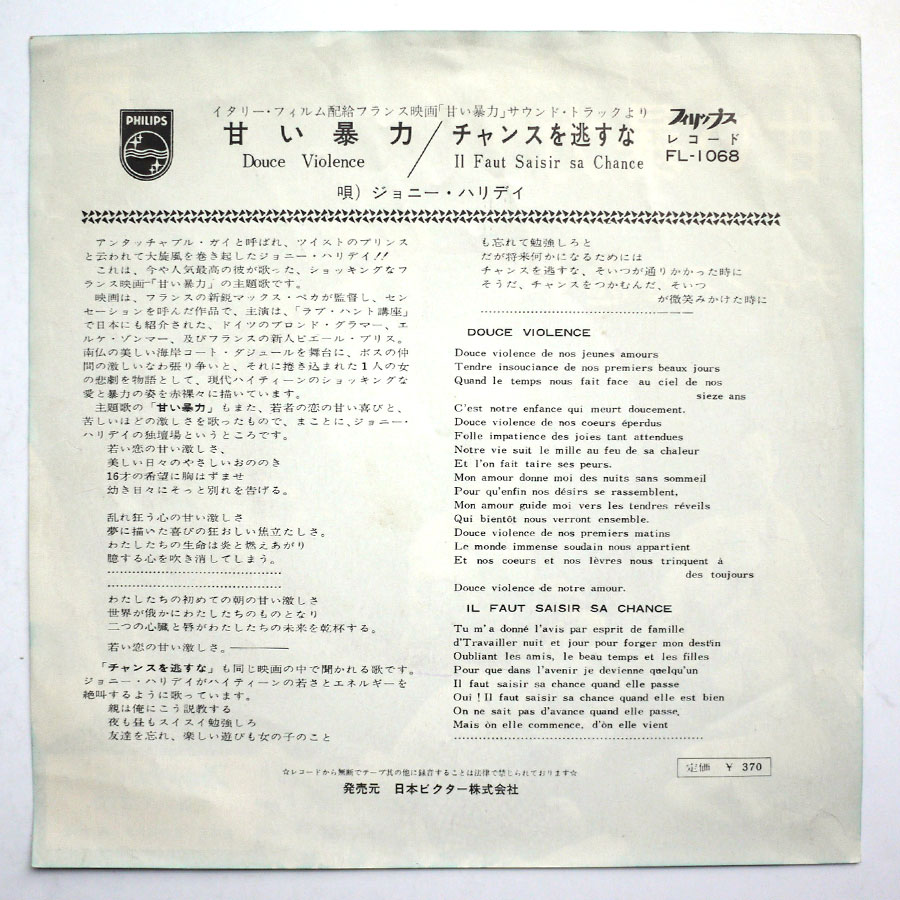 PHILIPS
イタリー・フィルム配給フランス映画「甘い暴力」サウンド・トラックより
甘い暴力／チャンスを逃すな
Douce Violence　Il Faut Saisir sa Chance
フィリップス
レコード
FL-1068
唄）ジョニー・ハリデイ
アンタッチャブル・ガイと呼ばれ、ツイストのプリンス
と云われて大旋風を巻き起したジョニー・ハリデイ!!
これは、今や人気最高の彼が歌った、ショッキングなフ
ランス映画―「甘い暴力」の主題歌です。
映画は、フランスの新鋭マックス・ペカが監督し、セン
セーションを呼んだ作品で、主演は、「ラブ・ハント講座」
で日本にも紹介された、ドイツのブロンド・グラマー、エ
ルケ・ゾンマー、及びフランスの新人ピエール・ブリス。
南仏の美しい海岸コート・ダジュールを舞台に、ボスの仲
間の激しいなわ張り争いと、それに捲き込まれた1人の女
の悲劇を物語として、現代ハイティーンのショッキングな
愛と暴力の姿を赤裸々に描いています。
主題歌の「甘い暴力」もまた、若者の恋の甘い喜びと、
苦しいほどの激しさを歌ったもので、まことに、ジョニー・
ハリデイの独壇場というところです。
若い恋の甘い激しさ、
美しい日々のやさしいおののき
16才の希望に胸はずませ
幼き日々にそっと別れを告げる。
乱れ狂う心の甘い激しさ
夢に描いた喜びの狂おしい焦立たしさ。
わたしたちの生命は炎と燃えあがり
臆する心を吹き消してしまう。
わたしたちの初めての朝の甘い激しさ
世界が俄かにわたしたちのものとなり
二つの心臓と唇がわたしたちの未来を乾杯する。
若い恋の甘い激しさ。――――
「チャンスを逃すな」も同じ映画の中で聞かれる歌です。
ジョニー・ハリデイがハイティーンの若さとエネルギーを
絶叫するように歌っています。
親は俺にこう説教する
夜も昼もスイスイ勉強しろ
友達を忘れ、楽しい遊びも女の子のこと
も忘れて勉強しろと
だが将来何かになるためには
チャンスを逃すな、そいつが通りかかった時に
そうだ、チャンスをつかむんだ、そいつ
が微笑みかけた時に
DOUCE VIOLENCE
Douce violence de nos jeunes amours
Tendre insouciance de nos premiers beaux jours
Quand le temps nous fait face au ciel de nos
sieze ans
C'est notre enfance qui meurt doucement.
Douce violence de nos coeurs éperdus
Folle impatience des joies tant attendues
Notre vie suit le mille au feu de sa chaleur
Et l'on fait taire ses peurs.
Mon amour donne moi des nuits sans sommeil
Pour qu'enfin nos désirs se rassemblent,
Mon amour guide moi vers les tendres réveils
Qui bientôt nous verront ensemble.
Douce violence de nos premiers matins
Le monde immense soudain nous appartient
Et nos coeurs et nos lèvres nous trinquent à
des toujours
Douce violence de notre amour.
IL FAUT SAISIR SA CHANCE
Tu m'a donné l'avis par esprit de famille
d'Travailler nuit et jour pour forger mon destin
Oubliant les amis, le beau temps et les filles
Pour que dans l'avenir je devienne quelqu'un
Il faut saisir sa chance quand elle passe
Oui ! Il faut saisir sa chance quand elle est bien
On ne sait pas d'avance quand elle passe,
Mais òn elle commence, d'òn elle vient
定価 ￥ 370
☆レコードから無断でテープ其の他に録音することは法律で禁じられております☆
発売元　日本ビクター株式会社